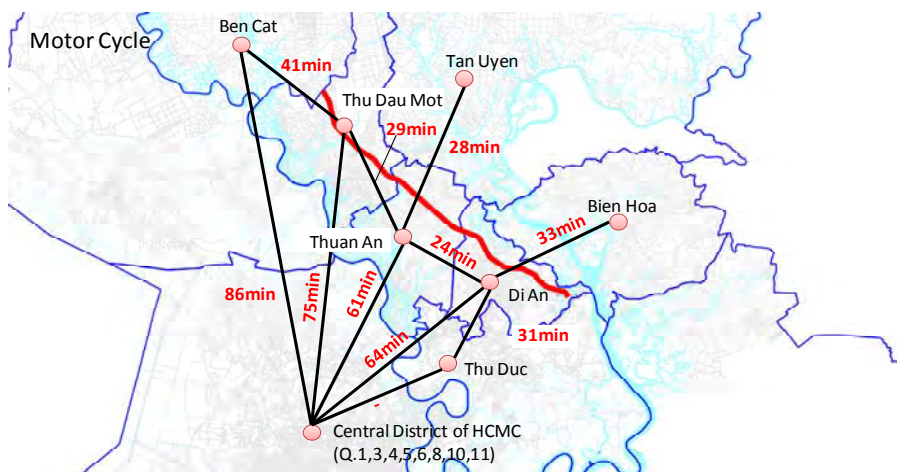 Ben Cat
Motor Cycle
Tan Uyen
41min
Thu Dau Mot
29min
28min
Bien Hoa
33min
Thuan An
24min
86min
75min
61min
Di An
31min
64min
Thu Duc
-
Central District of HCMC
(Q.1,3,4,5,6,8,10,11)